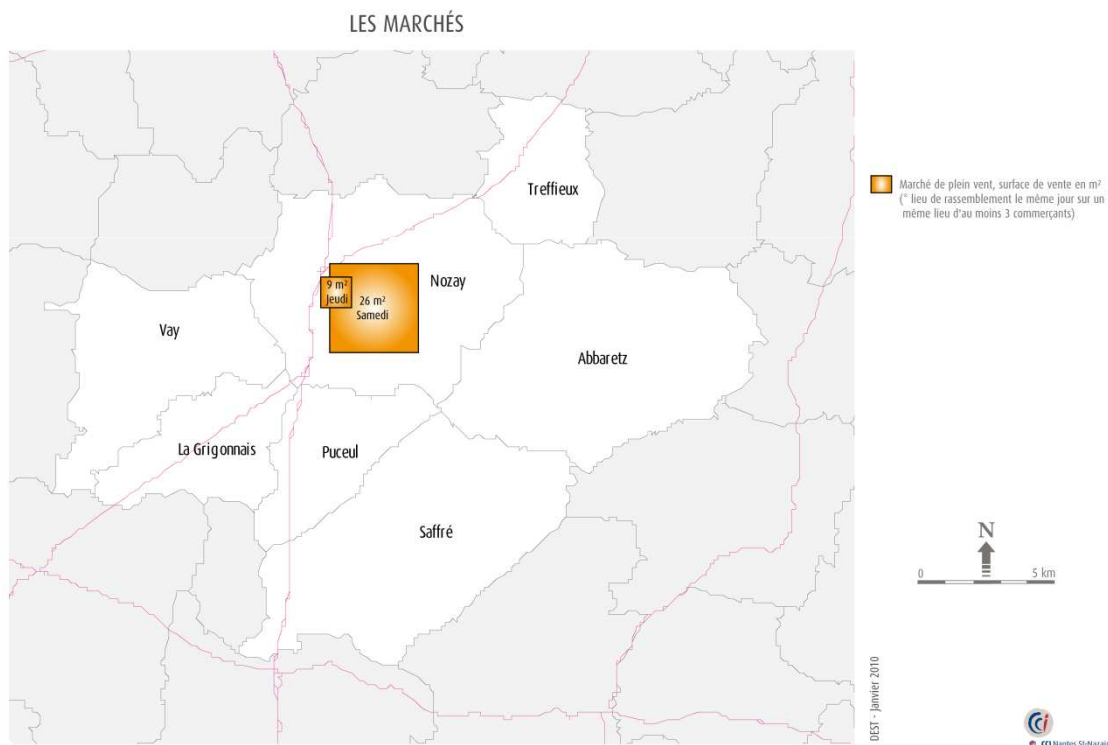 LES MARCHÉS
Treffieux
Marché de plein vent, surface de vente en m²
(* lieu de rassemblement le même jour sur un
même lieu d'au moins 3 commerçants)
Nozay
9 m²
Jeudi
26 m²
Samedi
Vay
Abbaretz
La Grigonnais
Puceul
Saffré
N
0 5 km
DEST - Janvier 2010
CCI
CCI Nantes St-Nazaire